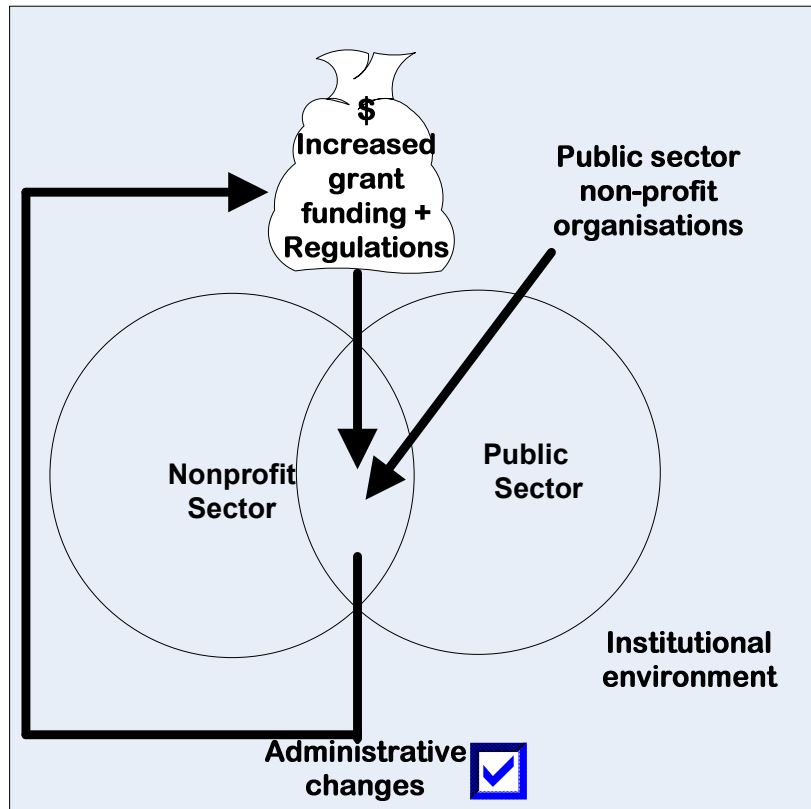 $
Increased
grant
funding +
Regulations
Public sector
non-profit
organisations
Nonprofit
Sector
Public
Sector
Institutional
environment
Administrative
changes